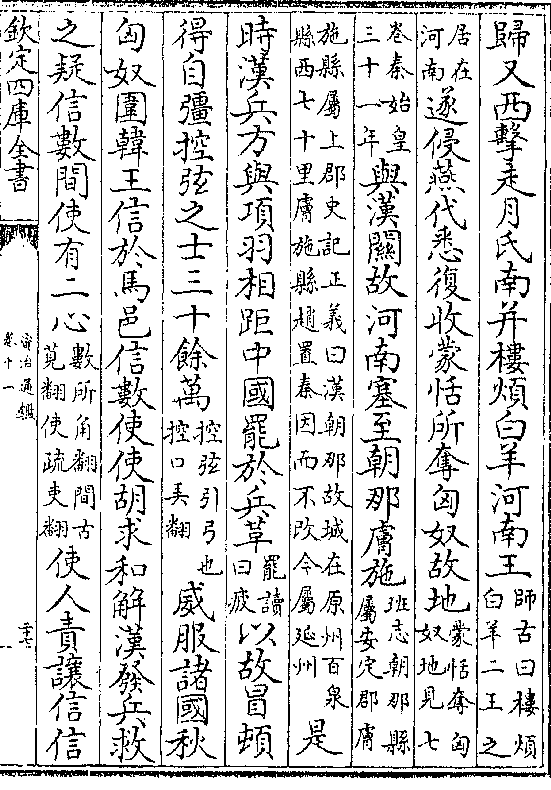 歸又西擊走月氏南并樓煩白羊河南王師古曰樓煩白羊二王之
居在河南遂侵燕代悉復收蒙恬所奪匈奴故地蒙恬奪匈奴地見七
卷秦始皇三十一年與漢關故河南塞至朝那膚施班志朝那縣屬安定郡膚
施縣屬上郡史記正義曰漢朝那故城在原州百泉縣西七十里膚施縣趙置秦因而不改今屬延州是
時漢兵方與項羽相距中國罷於兵革罷讀曰疲以故冒頓
得自彊控弦之士三十餘萬控弦引弓也控口弄翻威服諸國秋
匈奴圍韓王信於馬邑信數使使胡求和解漢發兵救
之疑信數間使有二心數所角翻間古莧翻使疏吏翻使人責讓信信
欽定四庫全書
資治通鑑
卷十一